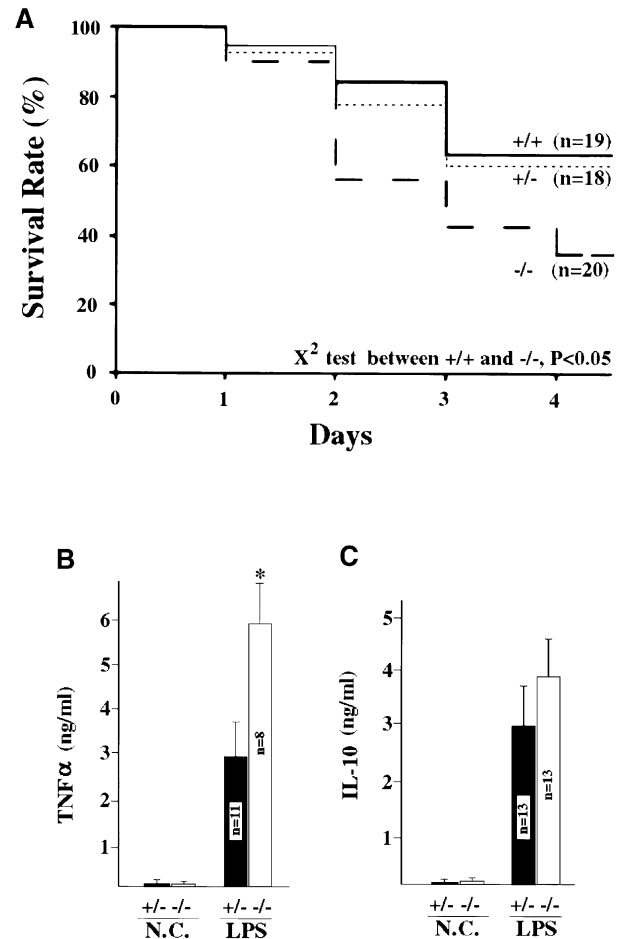 A
Survival Rate (%)
100
80
60
40
20
0
+/+ (n=19)
+/- (n=18)
-/- (n=20)
X² test between +/+ and -/-, P<0.05
0 1 2 3 4
Days
B
TNFα (ng/ml)
6
5
4
3
2
1
*
n=11
n=8
+/- -/- +/- -/-
N.C. LPS
C
IL-10 (ng/ml)
5
4
3
2
1
n=13
n=13
+/- -/- +/- -/-
N.C. LPS